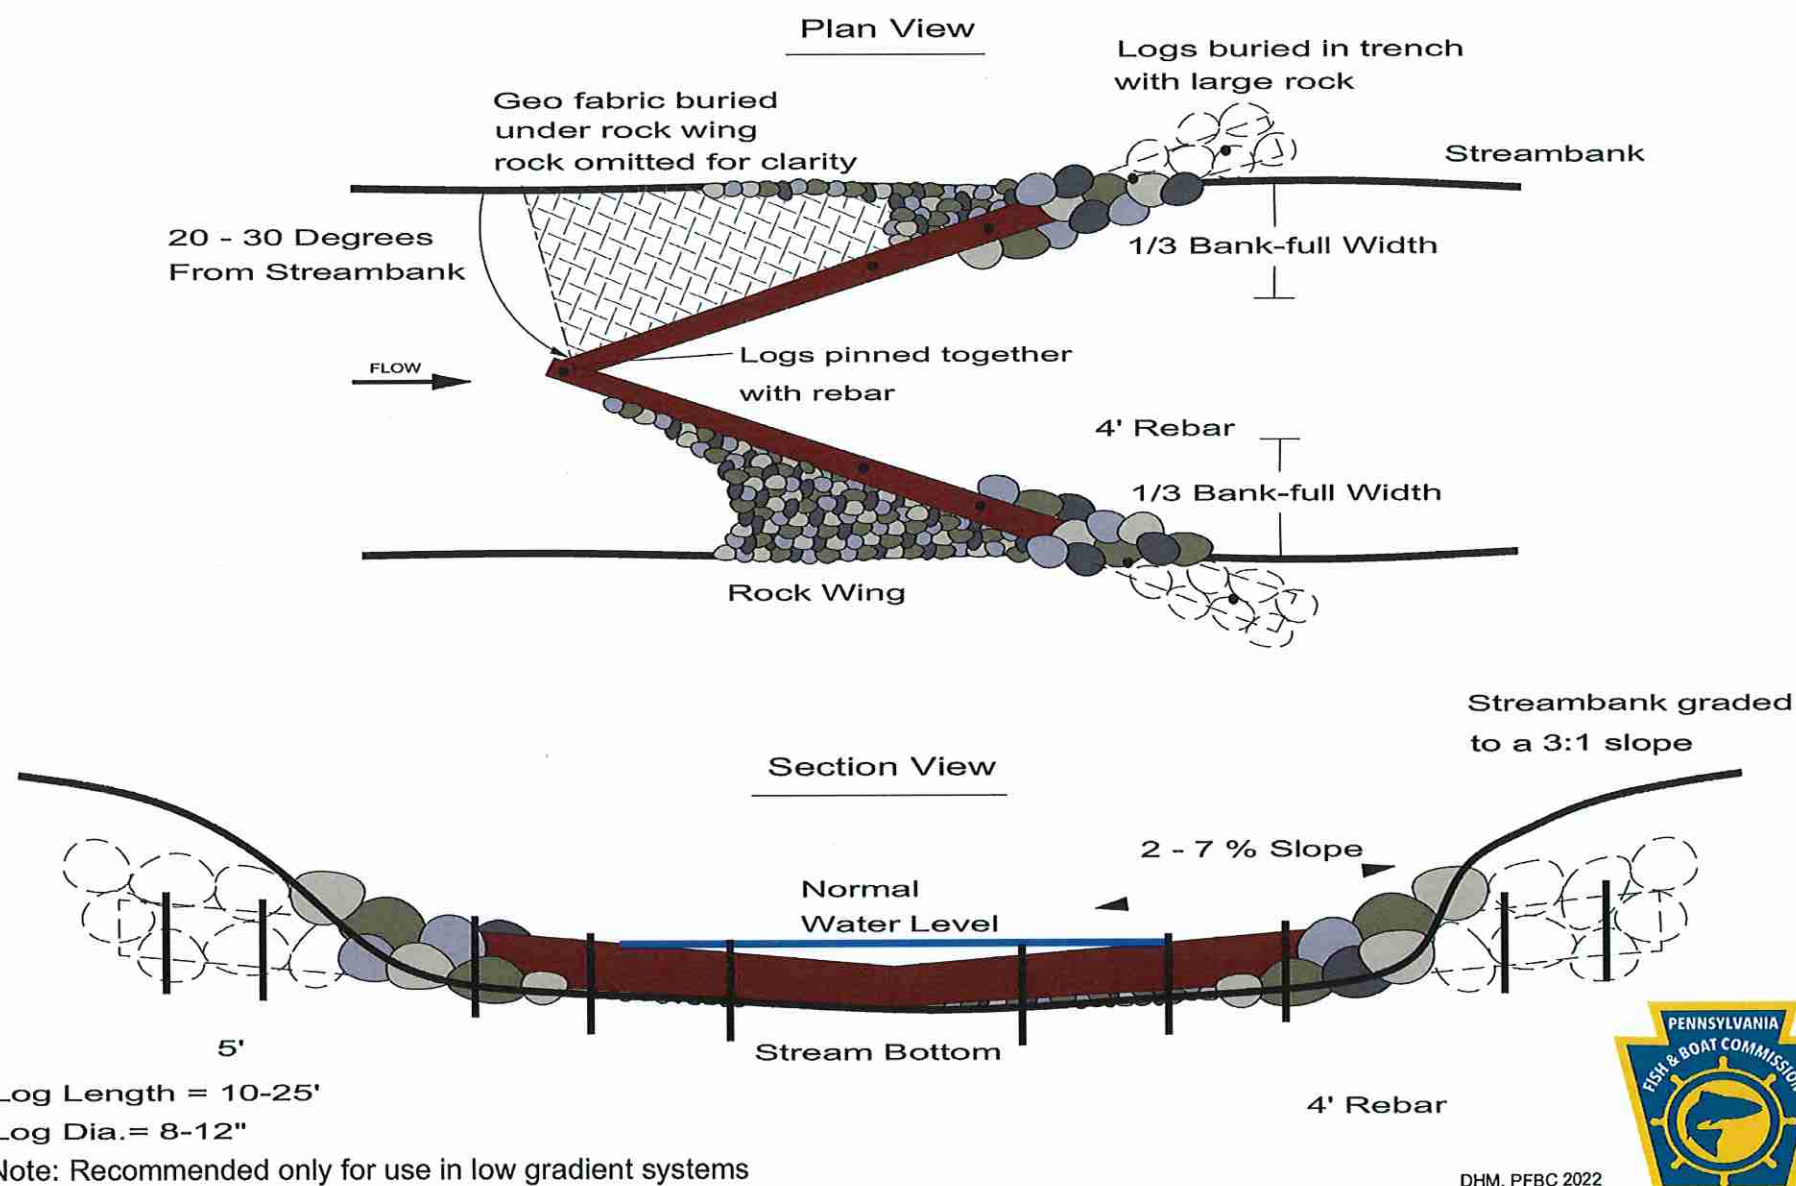 Plan View
Logs buried in trench
with large rock
Geo fabric buried
under rock wing
rock omitted for clarity
Streambank
20 - 30 Degrees
From Streambank
1/3 Bank-full Width
FLOW
Logs pinned together
with rebar
4' Rebar
1/3 Bank-full Width
Rock Wing
Streambank graded
to a 3:1 slope
Section View
2 - 7 % Slope
Normal
Water Level
Stream Bottom
5'
Log Length = 10-25'
Log Dia.= 8-12"
4' Rebar
Note: Recommended only for use in low gradient systems
DHM, PFBC 2022
PENNSYLVANIA
FISH & BOAT COMMISSION